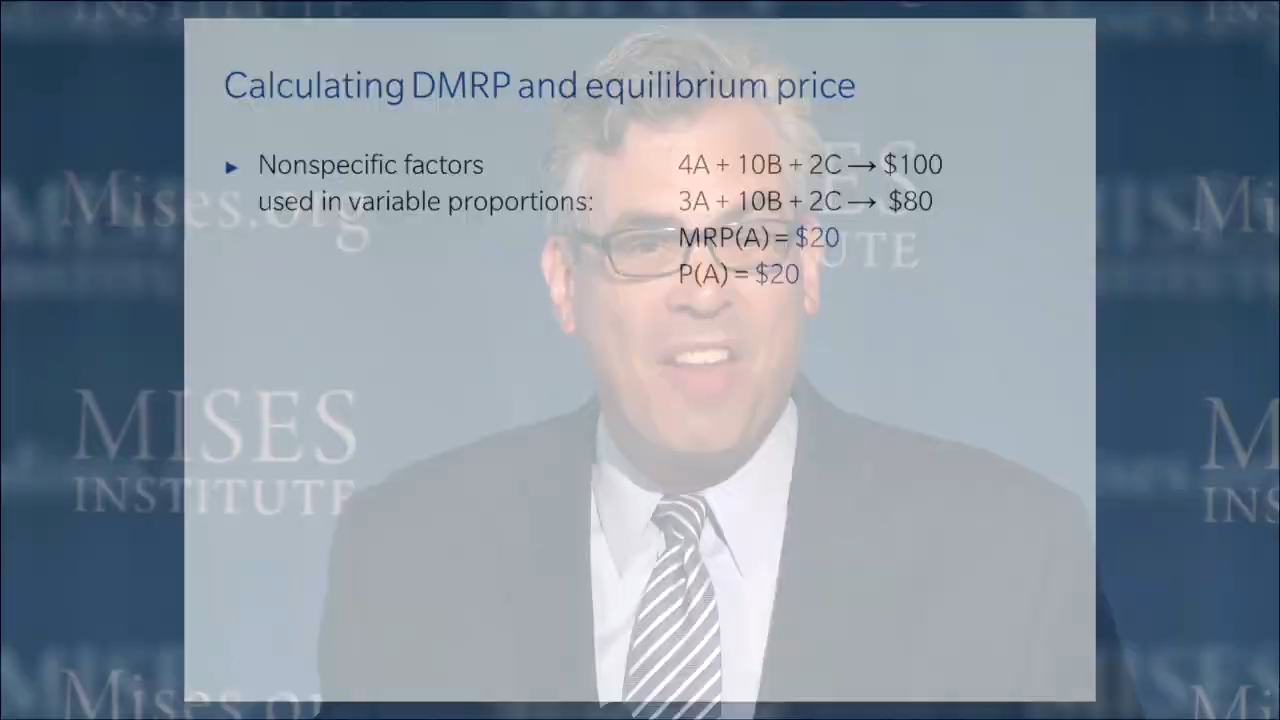 INSTITUTE
Calculating DMRP and equilibrium price
► Nonspecific factors 4A + 10B + 2C → $100
used in variable proportions: 3A + 10B + 2C → $80
MRP(A) = $20
P(A) = $20
Mises.org
MISES
INSTITUTE